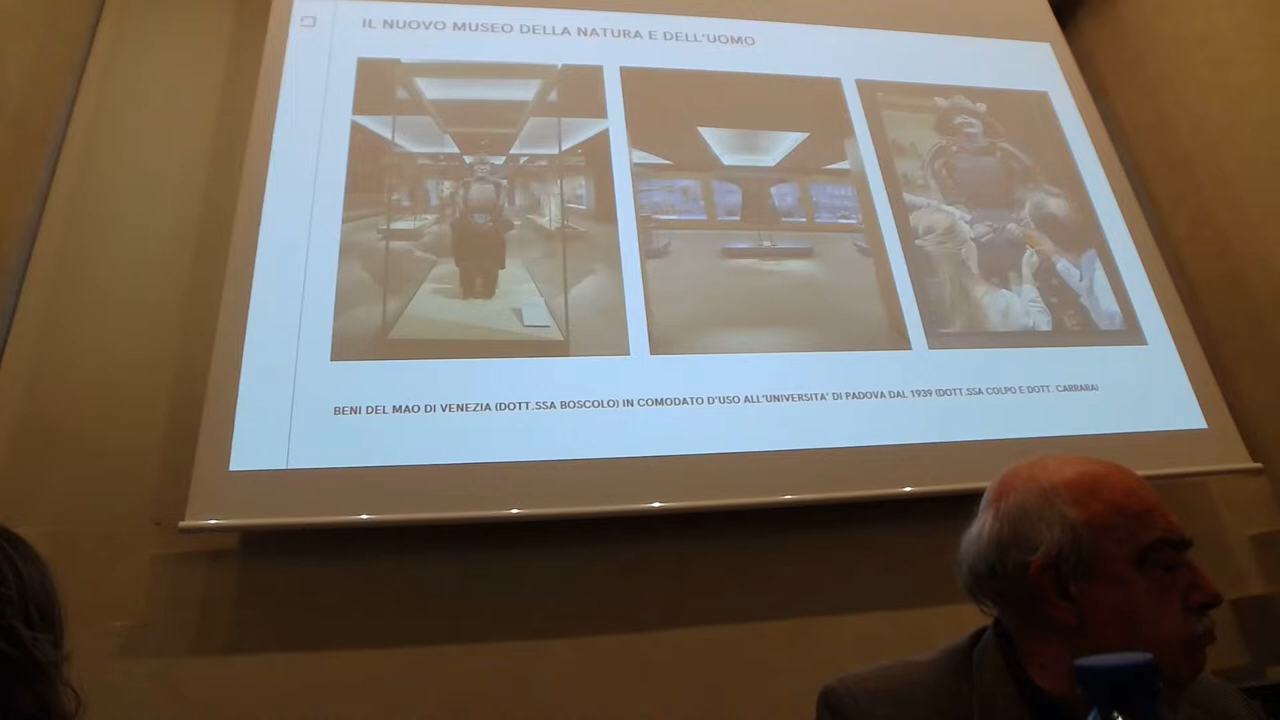 IL NUOVO MUSEO DELLA NATURA E DELL'UOMO
BENI DEL MAO DI VENEZIA (DOTT.SSA BOSCOLO) IN COMODATO D'USO ALL'UNIVERSITA' DI PADOVA DAL 1939 (DOTT.SSA COLPO E DOTT. CARRARA)